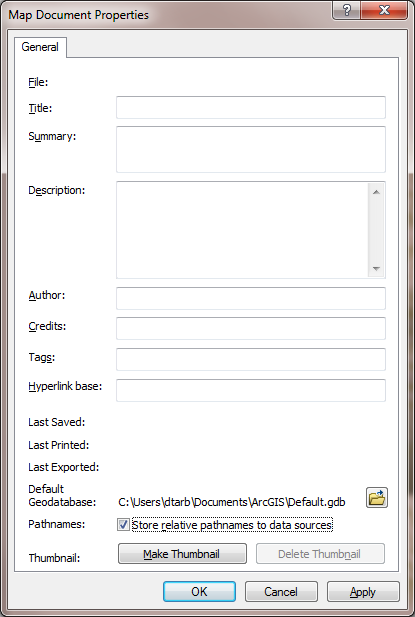 Map Document Properties
General
File:
Title:
Summary:
Description:
Author:
Credits:
Tags:
Hyperlink base:
Last Saved:
Last Printed:
Last Exported:
Default
Geodatabase: C:\Users\dtarb\Documents\ArcGIS\Default.gdb
Pathnames: Store relative pathnames to data sources
Thumbnail: Make Thumbnail Delete Thumbnail
OK Cancel Apply